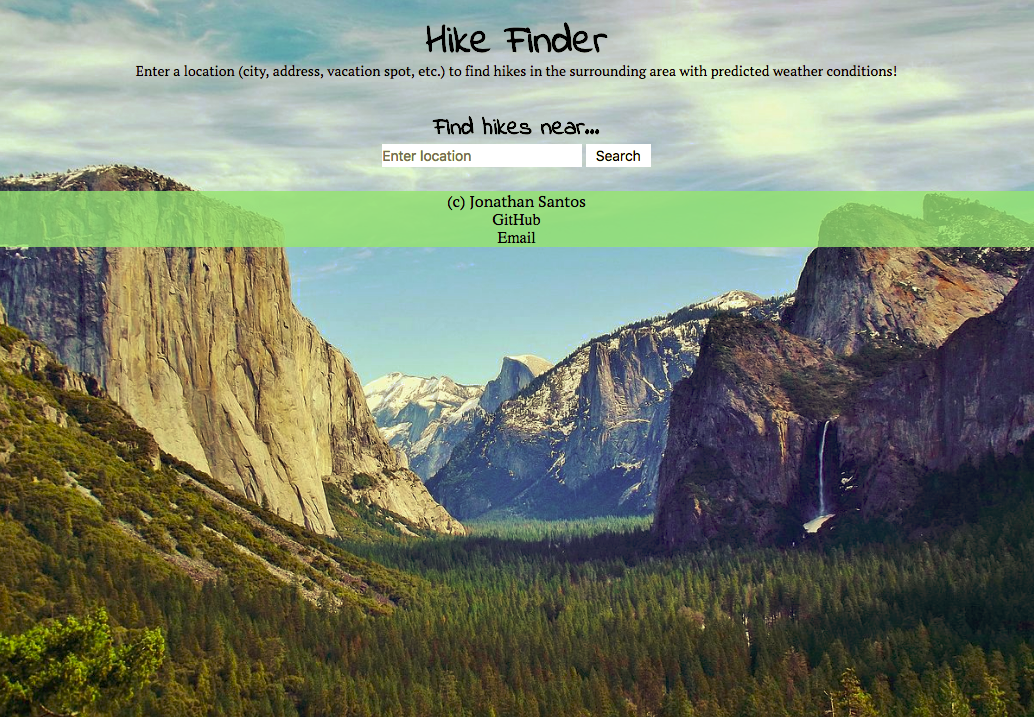 Hike Finder
Enter a location (city, address, vacation spot, etc.) to find hikes in the surrounding area with predicted weather conditions!
Find hikes near...
Enter location Search
(c) Jonathan Santos
GitHub
Email